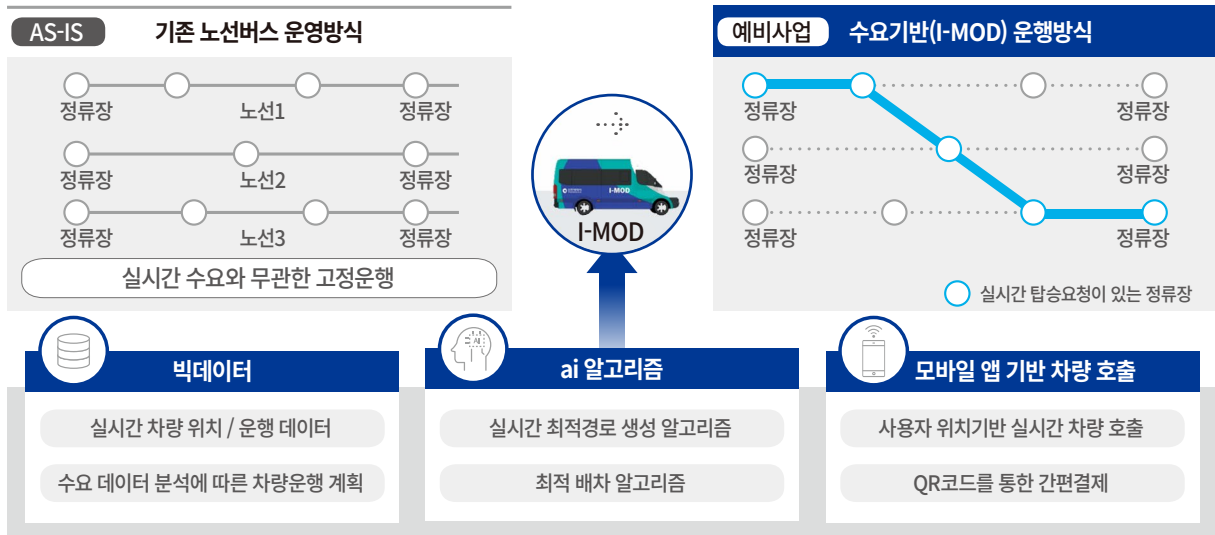 AS-IS
기존 노선버스 운영방식
정류장
노선1
정류장
정류장
노선2
정류장
정류장
노선3
정류장
실시간 수요와 무관한 고정운행
I-MOD
I-MOD
예비사업
수요기반(I-MOD) 운행방식
정류장
정류장
정류장
정류장
정류장
정류장
실시간 탑승요청이 있는 정류장
빅데이터
실시간 차량 위치 / 운행 데이터
수요 데이터 분석에 따른 차량운행 계획
AI
ai 알고리즘
실시간 최적경로 생성 알고리즘
최적 배차 알고리즘
모바일 앱 기반 차량 호출
사용자 위치기반 실시간 차량 호출
QR코드를 통한 간편결제